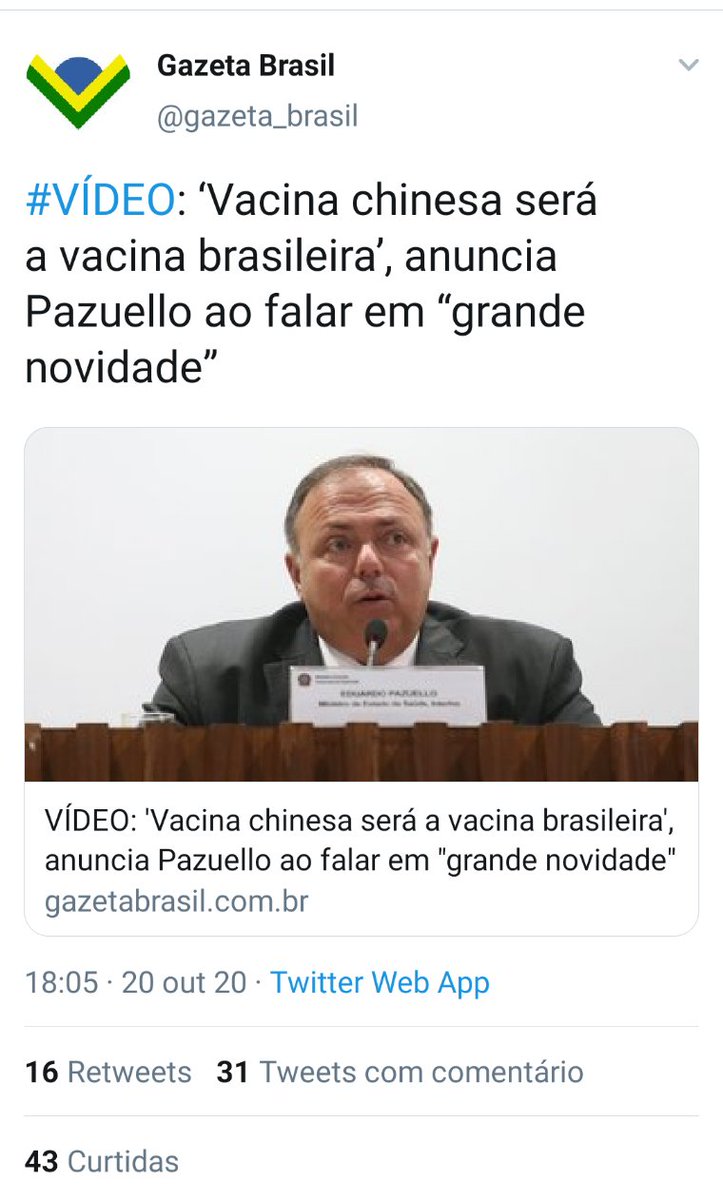 Gazeta Brasil
@gazeta_brasil
#VÍDEO: ‘Vacina chinesa será
a vacina brasileira’, anuncia
Pazuello ao falar em “grande
novidade”
EDUARDO PAZUELLO
Ministro de Estado da Saúde, Interino
VÍDEO: 'Vacina chinesa será a vacina brasileira',
anuncia Pazuello ao falar em "grande novidade"
gazetabrasil.com.br
18:05 · 20 out 20 · Twitter Web App
16 Retweets 31 Tweets com comentário
43 Curtidas